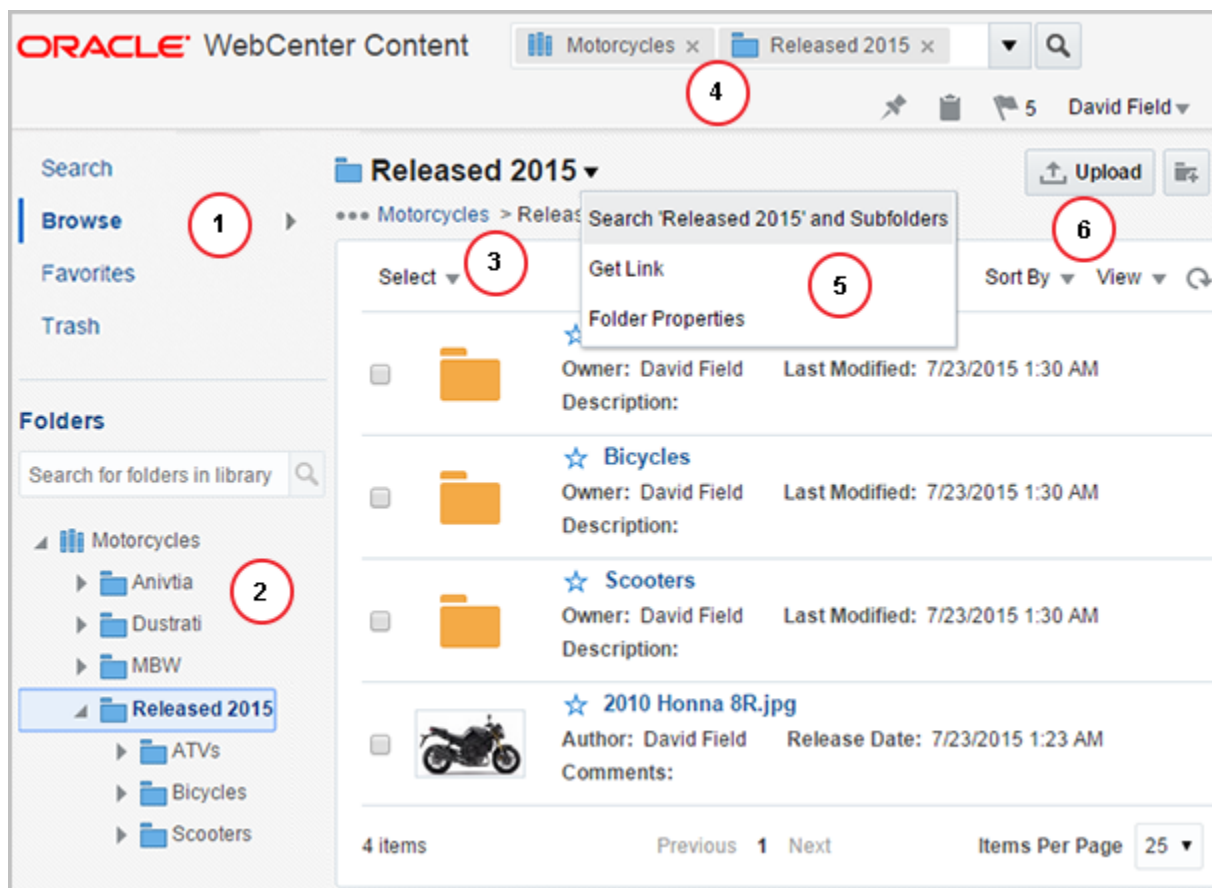 ORACLE WebCenter Content
Motorcycles × Released 2015 ×
4
5 David Field
Search
Browse
1
Favorites
Trash
Released 2015
Upload
Motorcycles > Releas
Search 'Released 2015' and Subfolders
Get Link
Folder Properties
3
5
6
Select
Sort By View
Owner: David Field Last Modified: 7/23/2015 1:30 AM
Description:
Bicycles
Owner: David Field Last Modified: 7/23/2015 1:30 AM
Description:
Scooters
Owner: David Field Last Modified: 7/23/2015 1:30 AM
Description:
2010 Honna 8R.jpg
Author: David Field Release Date: 7/23/2015 1:23 AM
Comments:
4 items
Previous 1 Next
Items Per Page 25
Folders
Search for folders in library
Motorcycles
Anivtia
2
Dustrati
MBW
Released 2015
ATVs
Bicycles
Scooters